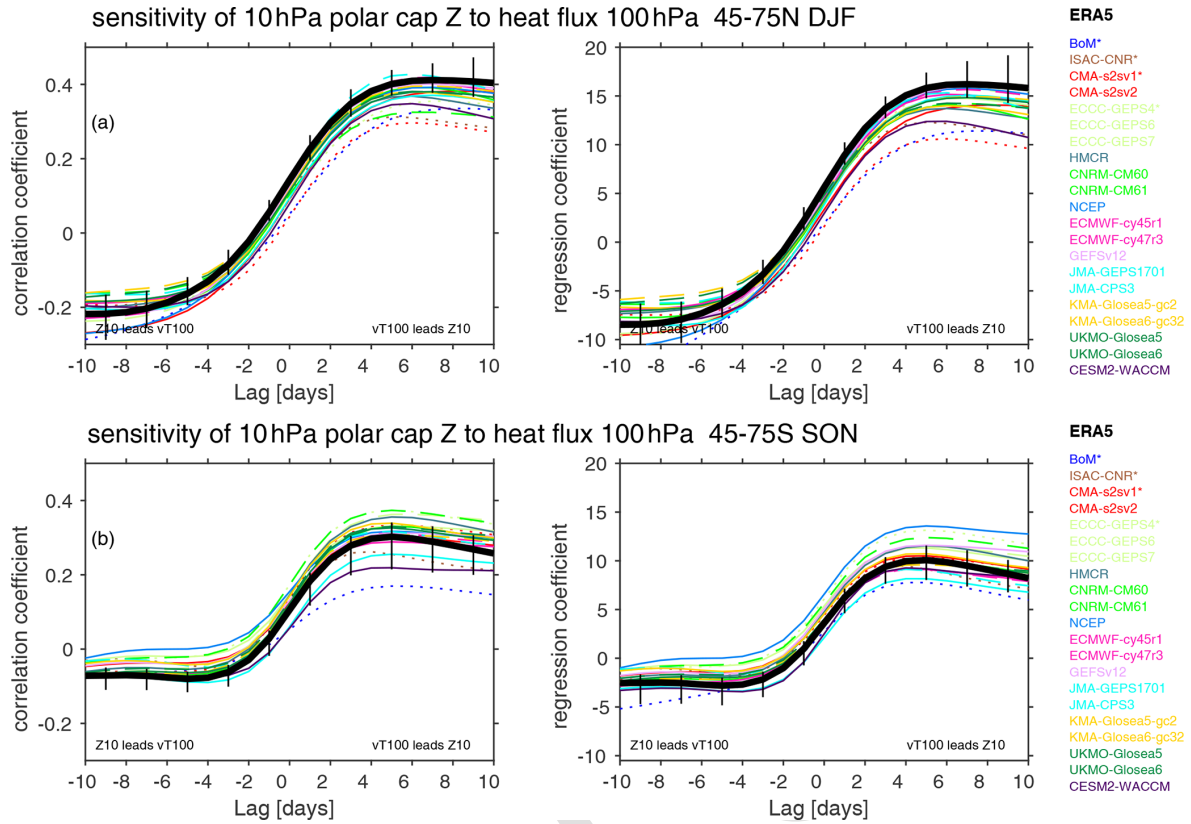 sensitivity of 10hPa polar cap Z to heat flux 100hPa 45-75N DJF
correlation coefficient
0.4
0.2
0
-0.2
(a)
Z10 leads vT100
vT100 leads Z10
-10 -8 -6 -4 -2 0 2 4 6 8 10
Lag [days]
regression coefficient
20
15
10
5
0
-5
-10
Z10 leads vT100
vT100 leads Z10
-10 -8 -6 -4 -2 0 2 4 6 8 10
Lag [days]
ERA5
BoM*
ISAC-CNR*
CMA-s2sv1*
CMA-s2sv2
ECCC-GEPS4*
ECCC-GEPS6
ECCC-GEPS7
HMCR
CNRM-CM60
CNRM-CM61
NCEP
ECMWF-cy45r1
ECMWF-cy47r3
GEFSv12
JMA-GEPS1701
JMA-CPS3
KMA-Glosea5-gc2
KMA-Glosea6-gc32
UKMO-Glosea5
UKMO-Glosea6
CESM2-WACCM
sensitivity of 10hPa polar cap Z to heat flux 100hPa 45-75S SON
correlation coefficient
0.4
0.2
0
-0.2
(b)
Z10 leads vT100
vT100 leads Z10
-10 -8 -6 -4 -2 0 2 4 6 8 10
Lag [days]
regression coefficient
20
15
10
5
0
-5
-10
Z10 leads vT100
vT100 leads Z10
-10 -8 -6 -4 -2 0 2 4 6 8 10
Lag [days]
ERA5
BoM*
ISAC-CNR*
CMA-s2sv1*
CMA-s2sv2
ECCC-GEPS4*
ECCC-GEPS6
ECCC-GEPS7
HMCR
CNRM-CM60
CNRM-CM61
NCEP
ECMWF-cy45r1
ECMWF-cy47r3
GEFSv12
JMA-GEPS1701
JMA-CPS3
KMA-Glosea5-gc2
KMA-Glosea6-gc32
UKMO-Glosea5
UKMO-Glosea6
CESM2-WACCM